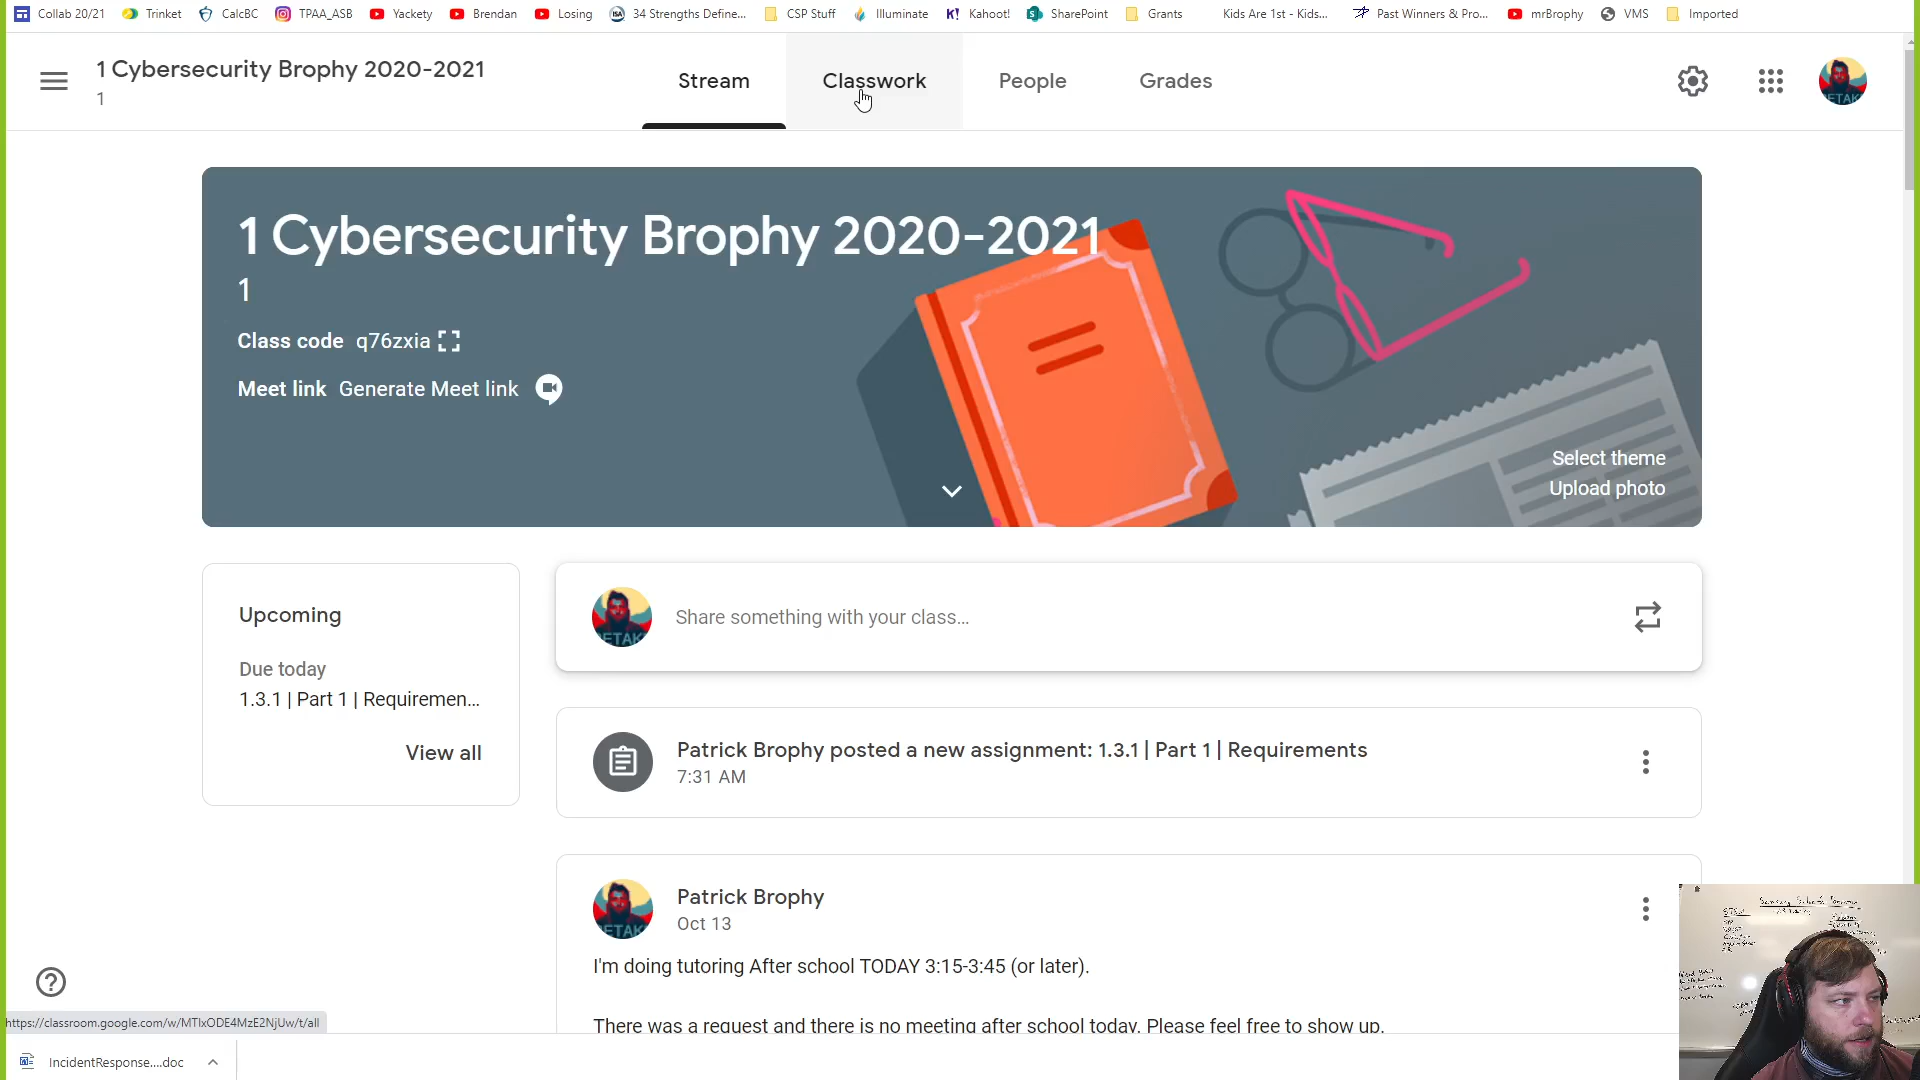 Collab 20/21 Trinket CalcBC TPAA_ASB Yackety Brendan Losing 34 Strengths Define... CSP Stuff Illuminate Kahoot! SharePoint Grants Kids Are 1st - Kids... Past Winners & Pro... mrBrophy VMS Imported
1 Cybersecurity Brophy 2020-2021
1
Stream Classwork People Grades
1 Cybersecurity Brophy 2020-2021
1
Class code q76zxia
Meet link Generate Meet link
Select theme
Upload photo
Upcoming
Due today
1.3.1 | Part 1 | Requiremen...
View all
Share something with your class...
Patrick Brophy posted a new assignment: 1.3.1 | Part 1 | Requirements
7:31 AM
Patrick Brophy
Oct 13
I'm doing tutoring After school TODAY 3:15-3:45 (or later).
There was a request and there is no meeting after school today. Please feel free to show up.
https://classroom.google.com/w/MTIxODE4MzE2NjUw/t/all
IncidentResponse....doc